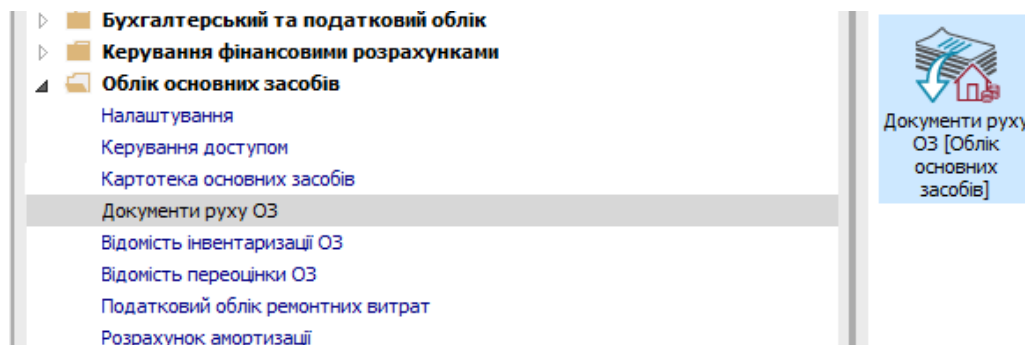 Бухгалтерський та податковий облік
Керування фінансовими розрахунками
Облік основних засобів
Налаштування
Керування доступом
Картотека основних засобів
Документи руху ОЗ
Відомість інвентаризації ОЗ
Відомість переоцінки ОЗ
Податковий облік ремонтних витрат
Розрахунок амортизації
Документи руху
ОЗ [Облік
основних
засобів]